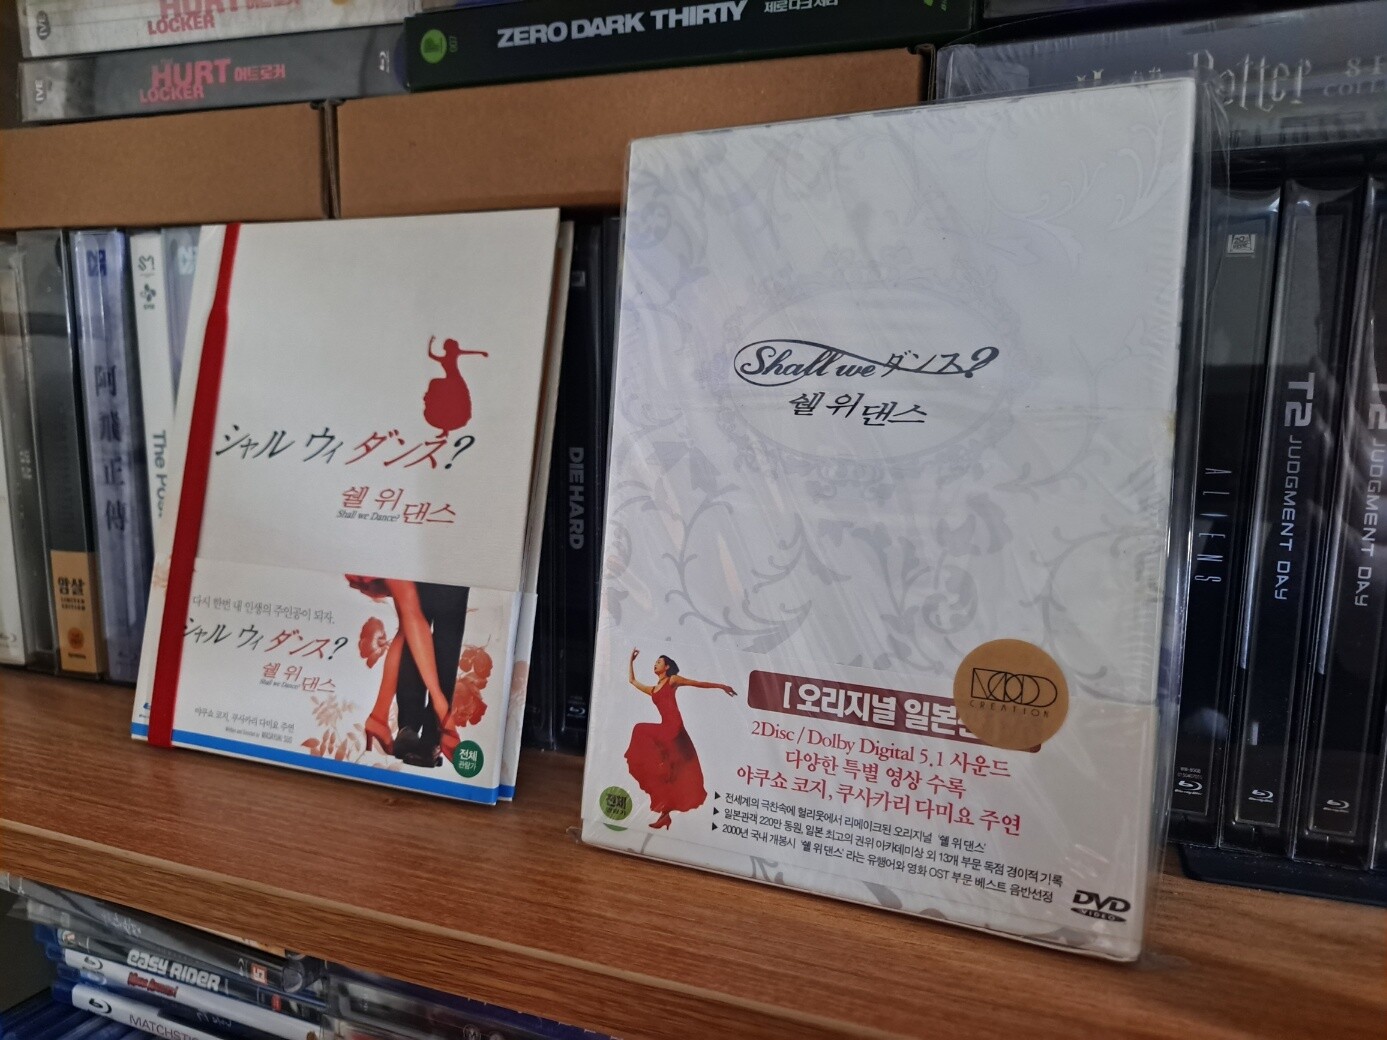 HURT
LOCKER
HURT 허트로커
LOCKER
ZERO DARK THIRTY 제로 다크 서티
007
Harry Potter
阿飛正傳
The Post
암살
LIMITED
EDITION
シャル ウィ ダンス?
쉘 위 댄스
Shall we Dance?
다시 한번 내 인생의 주인공이 되자.
シャル ウィ ダンス?
쉘 위 댄스
Shall we Dance?
야쿠쇼 코지, 쿠사카리 다미요 주연
전체
관람가
DIE HARD
Shall we ダンス?
쉘 위 댄스
[ 오리지널 일본
MOOD
CREATION
2Disc / Dolby Digital 5.1 사운드
다양한 특별 영상 수록
야쿠쇼 코지, 쿠사카리 다미요 주연
▶ 전세계의 극찬속에 헐리웃에서 리메이크된 오리지널 '쉘 위 댄스'
▶ 일본관객 220만 동원, 일본 최고의 권위 아카데미상 외 13개 부문 독점 경이적 기록
▶ 2000년 국내 개봉시 '쉘 위 댄스' 라는 유행어와 영화 OST 부문 베스트 음반선정
전체
관람가
DVD
VIDEO
ALIENS
T2 JUDGMENT DAY
T2 JUDGMENT DAY
easy RiDER